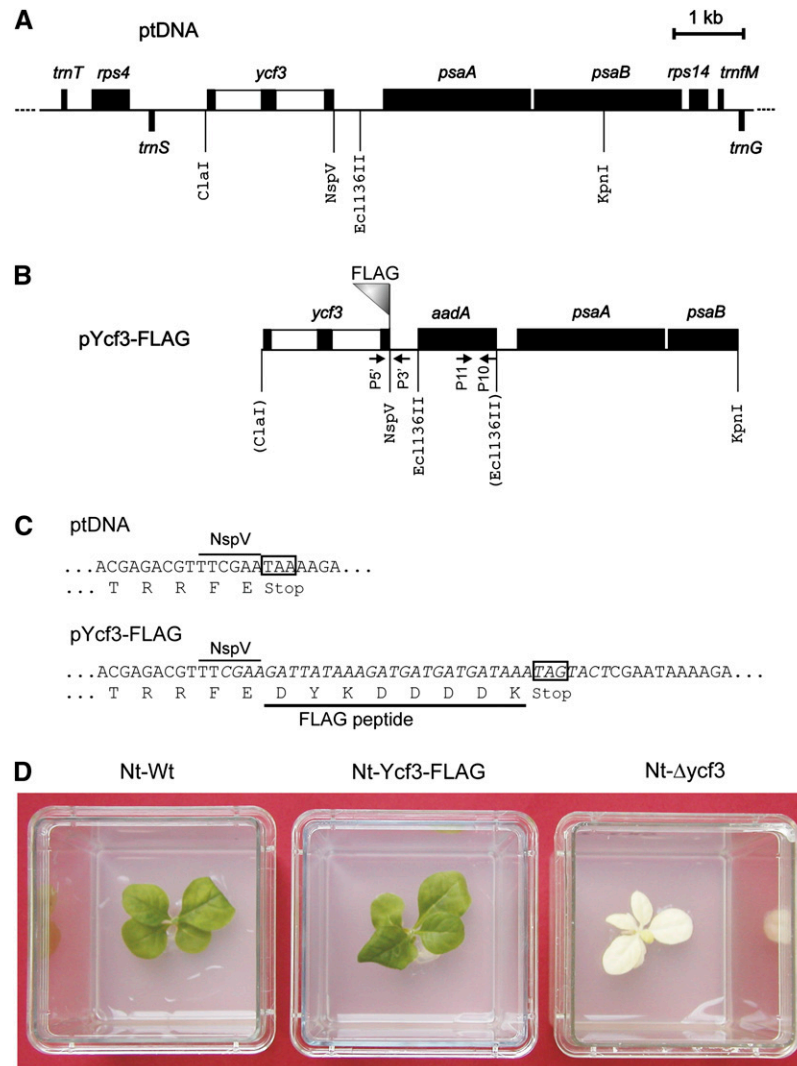 A
ptDNA
1 kb
trnT rps4 ycf3 psaA psaB rps14 trnfM
trnS trnG
ClaI NspV Ecl136II KpnI
B
FLAG
ycf3 aadA psaA psaB
pYcf3-FLAG
P5' P3' P11 P10
(ClaI) NspV Ecl136II (Ecl136II) KpnI
C
ptDNA
NspV
...ACGAGACGTTTCGAATAAAAGA...
... T R R F E Stop
pYcf3-FLAG
NspV
...ACGAGACGTTTCGAAGATTATAAAGATGATGATGATAAATAGTACTCGAATAAAAGA...
... T R R F E D Y K D D D D K Stop
FLAG peptide
D
Nt-Wt Nt-Ycf3-FLAG Nt-Δycf3